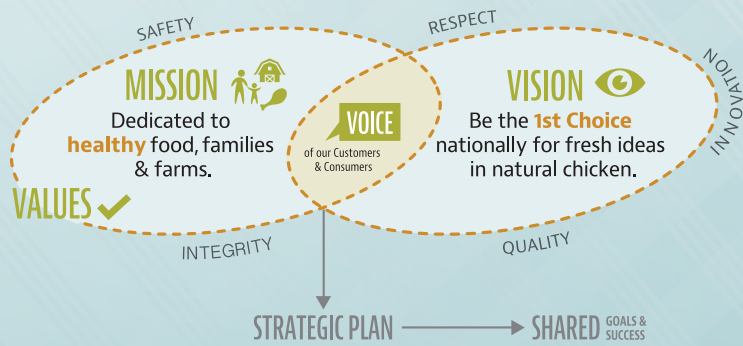 SAFETY
RESPECT
INNOVATION
MISSION
Dedicated to
healthy food, families
& farms.
VOICE
of our Customers
& Consumers
VISION
Be the 1st Choice
nationally for fresh ideas
in natural chicken.
VALUES
INTEGRITY
QUALITY
STRATEGIC PLAN
SHARED GOALS &
SUCCESS